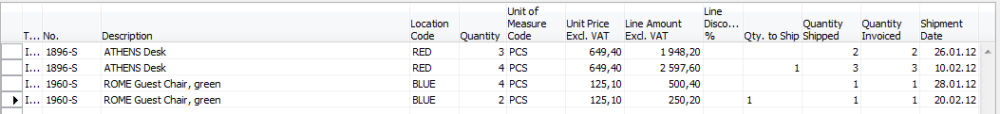 T... No. Description Location Code Quantity Unit of Measure Code Unit Price Excl. VAT Line Amount Excl. VAT Line Disco... % Qty. to Ship Quantity Shipped Quantity Invoiced Shipment Date
I... 1896-S ATHENS Desk RED 3 PCS 649,40 1 948,20 2 2 26.01.12
I... 1896-S ATHENS Desk RED 4 PCS 649,40 2 597,60 1 3 3 10.02.12
I... 1960-S ROME Guest Chair, green BLUE 4 PCS 125,10 500,40 1 1 28.01.12
I... 1960-S ROME Guest Chair, green BLUE 2 PCS 125,10 250,20 1 1 1 20.02.12